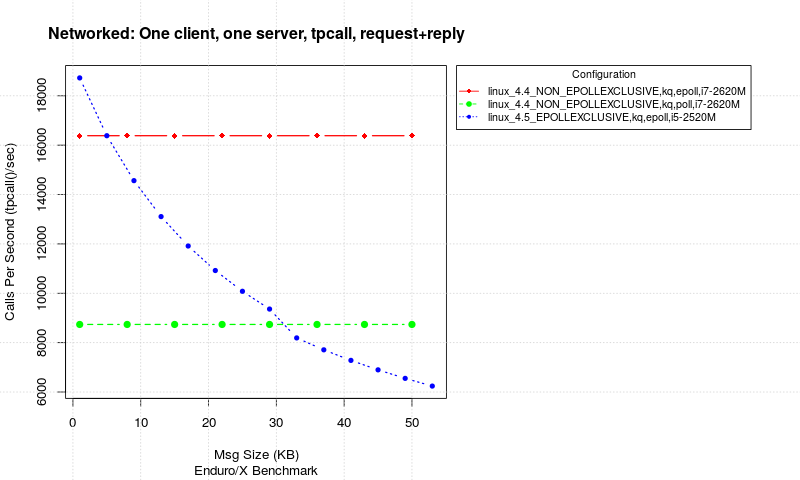 Networked: One client, one server, tpcall, request+reply
Configuration
linux_4.4_NON_EPOLLEXCLUSIVE,kq,epoll,i7-2620M
linux_4.4_NON_EPOLLEXCLUSIVE,kq,poll,i7-2620M
linux_4.5_EPOLLEXCLUSIVE,kq,epoll,i5-2520M
Calls Per Second (tpcall()/sec)
18000
16000
14000
12000
10000
8000
6000
0 10 20 30 40 50
Msg Size (KB)
Enduro/X Benchmark